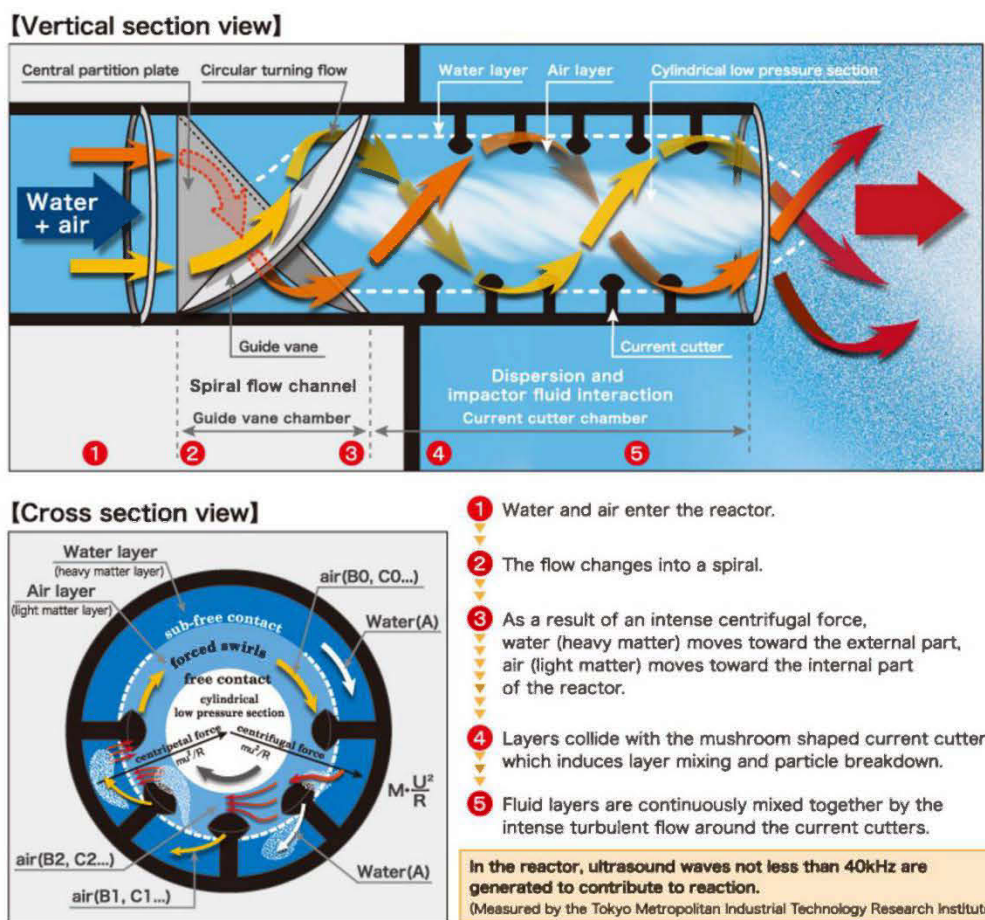 【Vertical section view】
Central partition plate
Circular turning flow
Water layer
Air layer
Cylindrical low pressure section
Water
+ air
Guide vane
Current cutter
Spiral flow channel
Dispersion and
impactor fluid interaction
Guide vane chamber
Current cutter chamber
1
2
3
4
5
【Cross section view】
Water layer
(heavy matter layer)
Air layer
(light matter layer)
air(B0, C0...)
Water(A)
sub-free contact
forced swirls
free contact
cylindrical
low pressure section
centripetal force
mu²/R
centrifugal force
mu²/R
M・U²/R
air(B2, C2...)
air(B1, C1...)
Water(A)
1 Water and air enter the reactor.
2 The flow changes into a spiral.
3 As a result of an intense centrifugal force,
water (heavy matter) moves toward the external part,
air (light matter) moves toward the internal part
of the reactor.
4 Layers collide with the mushroom shaped current cutter
which induces layer mixing and particle breakdown.
5 Fluid layers are continuously mixed together by the
intense turbulent flow around the current cutters.
In the reactor, ultrasound waves not less than 40kHz are
generated to contribute to reaction.
(Measured by the Tokyo Metropolitan Industrial Technology Research Institute